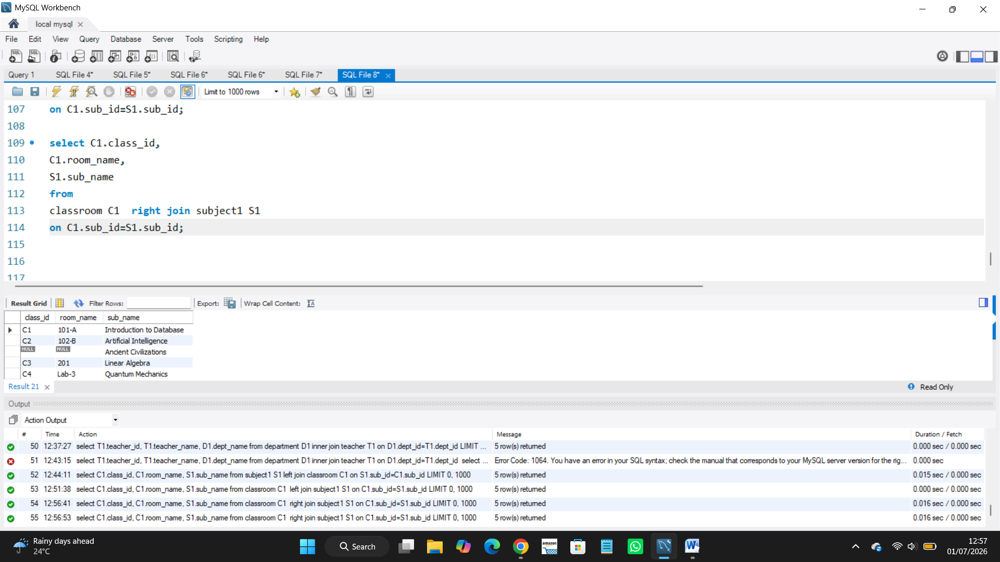 MySQL Workbench
local mysql
File Edit View Query Database Server Tools Scripting Help
Query 1 SQL File 4* SQL File 5* SQL File 6* SQL File 6* SQL File 7* SQL File 8*
Limit to 1000 rows
107 on C1.sub_id=S1.sub_id;
108
109 select C1.class_id,
110 C1.room_name,
111 S1.sub_name
112 from
113 classroom C1  right join subject1 S1
114 on C1.sub_id=S1.sub_id;
115
116
117
Result Grid Filter Rows: Export: Wrap Cell Content:
class_id room_name sub_name
C1 101-A Introduction to Database
C2 102-B Artificial Intelligence
NULL NULL Ancient Civilizations
C3 201 Linear Algebra
C4 Lab-3 Quantum Mechanics
Result 21 Read Only
Output
Action Output
# Time Action Message Duration / Fetch
50 12:37:27 select T1.teacher_id, T1.teacher_name, D1.dept_name from department D1 inner join teacher T1 on D1.dept_id=T1.dept_id LIMIT ... 5 row(s) returned 0.000 sec / 0.000 sec
51 12:43:15 select T1.teacher_id, T1.teacher_name, D1.dept_name from department D1 inner join teacher T1 on D1.dept_id=T1.dept_id  select ... Error Code: 1064. You have an error in your SQL syntax; check the manual that corresponds to your MySQL server version for the rig... 0.000 sec
52 12:44:11 select C1.class_id, C1.room_name, S1.sub_name from subject1 S1 left join classroom C1 on S1.sub_id=C1.sub_id LIMIT 0, 1000 5 row(s) returned 0.015 sec / 0.000 sec
53 12:51:38 select C1.class_id, C1.room_name, S1.sub_name from classroom C1  left join subject1 S1 on C1.sub_id=S1.sub_id LIMIT 0, 1000 5 row(s) returned 0.000 sec / 0.000 sec
54 12:56:41 select C1.class_id, C1.room_name, S1.sub_name from classroom C1  right join subject1 S1 on C1.sub_id=S1.sub_id LIMIT 0, 1000 5 row(s) returned 0.016 sec / 0.000 sec
55 12:56:53 select C1.class_id, C1.room_name, S1.sub_name from classroom C1  right join subject1 S1 on C1.sub_id=S1.sub_id LIMIT 0, 1000 5 row(s) returned 0.016 sec / 0.000 sec
Rainy days ahead
24°C
Search
amazon
12:57
01/07/2026